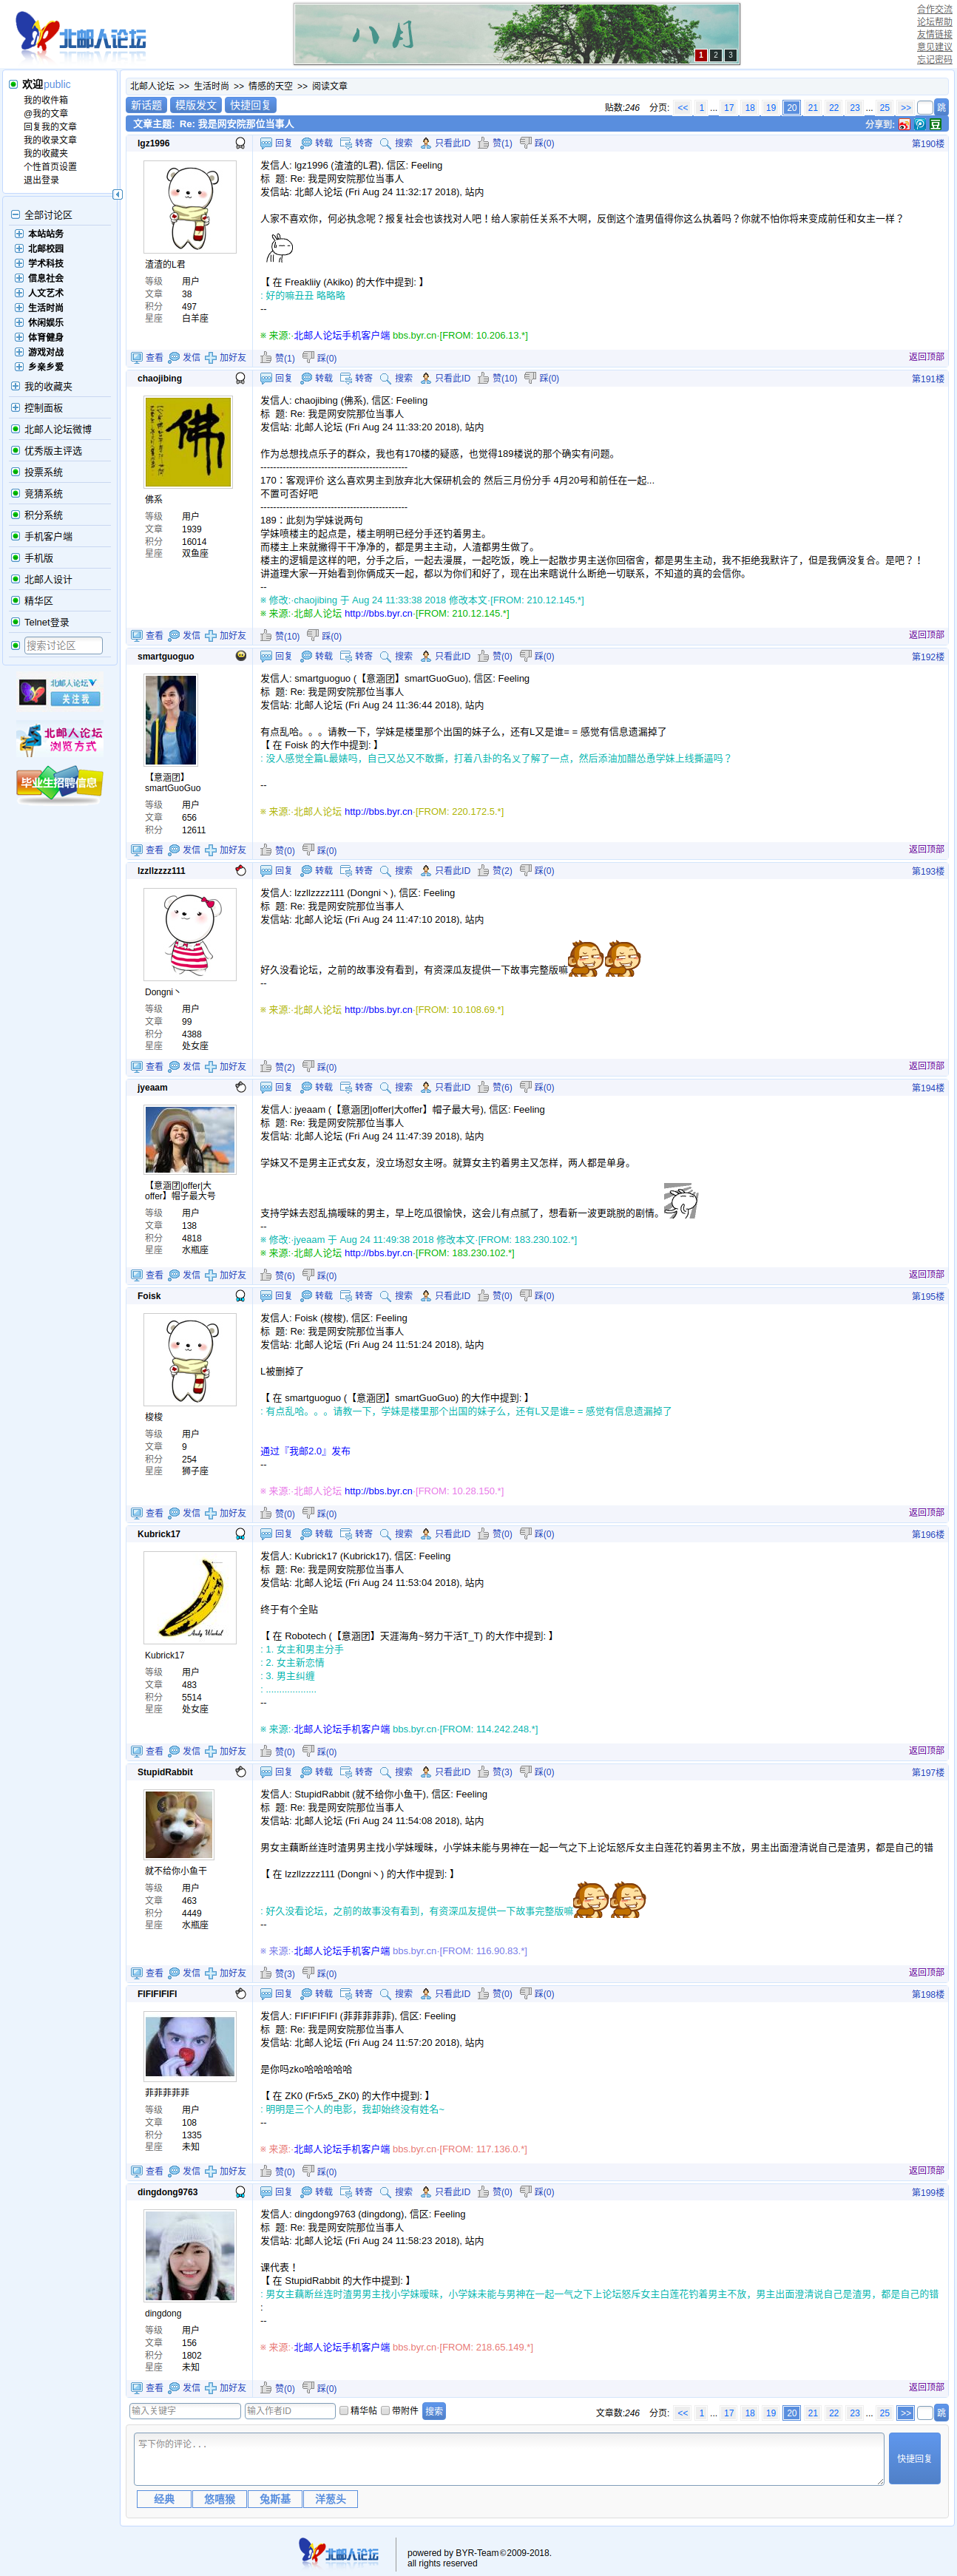 北邮人论坛
八月
1 2 3
合作交流
论坛帮助
友情链接
意见建议
忘记密码
欢迎public
我的收件箱
@我的文章
回复我的文章
我的收录文章
我的收藏夹
个性首页设置
退出登录
全部讨论区
本站站务
北邮校园
学术科技
信息社会
人文艺术
生活时尚
休闲娱乐
体育健身
游戏对战
乡亲乡爱
我的收藏夹
控制面板
北邮人论坛微博
优秀版主评选
投票系统
竞猜系统
积分系统
手机客户端
手机版
北邮人设计
精华区
Telnet登录
搜索讨论区
北邮人论坛
关注我
北邮人论坛
浏览方式
毕业生招聘信息
北邮人论坛 >> 生活时尚 >> 情感的天空 >> 阅读文章
新话题 模版发文 快捷回复
贴数:246 分页: << 1 ... 17 18 19 20 21 22 23 ... 25 >> 跳
文章主题: Re: 我是网安院那位当事人
分享到:
lgz1996
回复 转载 转寄 搜索 只看此ID 赞(1) 踩(0)
第190楼
渣渣的L君
等级 用户
文章 38
积分 497
星座 白羊座
发信人: lgz1996 (渣渣的L君), 信区: Feeling
标 题: Re: 我是网安院那位当事人
发信站: 北邮人论坛 (Fri Aug 24 11:32:17 2018), 站内
人家不喜欢你，何必执念呢？报复社会也该找对人吧！给人家前任关系不大啊，反倒这个渣男值得你这么执着吗？你就不怕你将来变成前任和女主一样？
【 在 Freakliiy (Akiko) 的大作中提到: 】
: 好的嘛丑丑 略略略
--
※ 来源:·北邮人论坛手机客户端 bbs.byr.cn·[FROM: 10.206.13.*]
查看 发信 加好友
赞(1) 踩(0)
返回顶部
chaojibing
回复 转载 转寄 搜索 只看此ID 赞(10) 踩(0)
第191楼
佛
佛系
等级 用户
文章 1939
积分 16014
星座 双鱼座
发信人: chaojibing (佛系), 信区: Feeling
标 题: Re: 我是网安院那位当事人
发信站: 北邮人论坛 (Fri Aug 24 11:33:20 2018), 站内
作为总想找点乐子的群众，我也有170楼的疑惑，也觉得189楼说的那个确实有问题。
----------------------------------------------
170：客观评价 这么喜欢男主到放弃北大保研机会的 然后三月份分手 4月20号和前任在一起...
不置可否好吧
----------------------------------------------
189：此刻为学妹说两句
学妹喷楼主的起点是，楼主明明已经分手还钓着男主。
而楼主上来就撇得干干净净的，都是男主主动，人渣都男生做了。
楼主的逻辑是这样的吧，分手之后，一起去漫展，一起吃饭，晚上一起散步男主送你回宿舍，都是男生主动，我不拒绝我默许了，但是我俩没复合。是吧？！
讲道理大家一开始看到你俩成天一起，都以为你们和好了，现在出来瞎说什么断绝一切联系，不知道的真的会信你。
--
※ 修改:·chaojibing 于 Aug 24 11:33:38 2018 修改本文·[FROM: 210.12.145.*]
※ 来源:·北邮人论坛 http://bbs.byr.cn·[FROM: 210.12.145.*]
查看 发信 加好友
赞(10) 踩(0)
返回顶部
smartguoguo
回复 转载 转寄 搜索 只看此ID 赞(0) 踩(0)
第192楼
【意涵团】
smartGuoGuo
等级 用户
文章 656
积分 12611
发信人: smartguoguo (【意涵团】smartGuoGuo), 信区: Feeling
标 题: Re: 我是网安院那位当事人
发信站: 北邮人论坛 (Fri Aug 24 11:36:44 2018), 站内
有点乱哈。。。请教一下，学妹是楼里那个出国的妹子么，还有L又是谁= = 感觉有信息遗漏掉了
【 在 Foisk 的大作中提到: 】
: 没人感觉全篇L最婊吗，自己又怂又不敢撕，打着八卦的名义了解了一点，然后添油加醋怂恿学妹上线撕逼吗？
--
※ 来源:·北邮人论坛 http://bbs.byr.cn·[FROM: 220.172.5.*]
查看 发信 加好友
赞(0) 踩(0)
返回顶部
lzzllzzzz111
回复 转载 转寄 搜索 只看此ID 赞(2) 踩(0)
第193楼
Dongni丶
等级 用户
文章 99
积分 4388
星座 处女座
发信人: lzzllzzzz111 (Dongni丶), 信区: Feeling
标 题: Re: 我是网安院那位当事人
发信站: 北邮人论坛 (Fri Aug 24 11:47:10 2018), 站内
好久没看论坛，之前的故事没有看到，有资深瓜友提供一下故事完整版嘛
--
※ 来源:·北邮人论坛 http://bbs.byr.cn·[FROM: 10.108.69.*]
查看 发信 加好友
赞(2) 踩(0)
返回顶部
jyeaam
回复 转载 转寄 搜索 只看此ID 赞(6) 踩(0)
第194楼
【意涵团|offer|大
offer】帽子最大号
等级 用户
文章 138
积分 4818
星座 水瓶座
发信人: jyeaam (【意涵团|offer|大offer】帽子最大号), 信区: Feeling
标 题: Re: 我是网安院那位当事人
发信站: 北邮人论坛 (Fri Aug 24 11:47:39 2018), 站内
学妹又不是男主正式女友，没立场怼女主呀。就算女主钓着男主又怎样，两人都是单身。
支持学妹去怼乱搞暧昧的男主，早上吃瓜很愉快，这会儿有点腻了，想看新一波更跳脱的剧情。
--
※ 修改:·jyeaam 于 Aug 24 11:49:38 2018 修改本文·[FROM: 183.230.102.*]
※ 来源:·北邮人论坛 http://bbs.byr.cn·[FROM: 183.230.102.*]
查看 发信 加好友
赞(6) 踩(0)
返回顶部
Foisk
回复 转载 转寄 搜索 只看此ID 赞(0) 踩(0)
第195楼
梭梭
等级 用户
文章 9
积分 254
星座 狮子座
发信人: Foisk (梭梭), 信区: Feeling
标 题: Re: 我是网安院那位当事人
发信站: 北邮人论坛 (Fri Aug 24 11:51:24 2018), 站内
L被删掉了
【 在 smartguoguo (【意涵团】smartGuoGuo) 的大作中提到: 】
: 有点乱哈。。。请教一下，学妹是楼里那个出国的妹子么，还有L又是谁= = 感觉有信息遗漏掉了
通过『我邮2.0』发布
--
※ 来源:·北邮人论坛 http://bbs.byr.cn·[FROM: 10.28.150.*]
查看 发信 加好友
赞(0) 踩(0)
返回顶部
Kubrick17
回复 转载 转寄 搜索 只看此ID 赞(0) 踩(0)
第196楼
Andy Warhol
Kubrick17
等级 用户
文章 483
积分 5514
星座 处女座
发信人: Kubrick17 (Kubrick17), 信区: Feeling
标 题: Re: 我是网安院那位当事人
发信站: 北邮人论坛 (Fri Aug 24 11:53:04 2018), 站内
终于有个全贴
【 在 Robotech (【意涵团】天涯海角~努力干活T_T) 的大作中提到: 】
: 1. 女主和男主分手
: 2. 女主新恋情
: 3. 男主纠缠
: ...................
--
※ 来源:·北邮人论坛手机客户端 bbs.byr.cn·[FROM: 114.242.248.*]
查看 发信 加好友
赞(0) 踩(0)
返回顶部
StupidRabbit
回复 转载 转寄 搜索 只看此ID 赞(3) 踩(0)
第197楼
就不给你小鱼干
等级 用户
文章 463
积分 4449
星座 水瓶座
发信人: StupidRabbit (就不给你小鱼干), 信区: Feeling
标 题: Re: 我是网安院那位当事人
发信站: 北邮人论坛 (Fri Aug 24 11:54:08 2018), 站内
男女主藕断丝连时渣男男主找小学妹暧昧，小学妹未能与男神在一起一气之下上论坛怒斥女主白莲花钓着男主不放，男主出面澄清说自己是渣男，都是自己的错
【 在 lzzllzzzz111 (Dongni丶) 的大作中提到: 】
: 好久没看论坛，之前的故事没有看到，有资深瓜友提供一下故事完整版嘛
--
※ 来源:·北邮人论坛手机客户端 bbs.byr.cn·[FROM: 116.90.83.*]
查看 发信 加好友
赞(3) 踩(0)
返回顶部
FIFIFIFIFI
回复 转载 转寄 搜索 只看此ID 赞(0) 踩(0)
第198楼
菲菲菲菲菲
等级 用户
文章 108
积分 1335
星座 未知
发信人: FIFIFIFIFI (菲菲菲菲菲), 信区: Feeling
标 题: Re: 我是网安院那位当事人
发信站: 北邮人论坛 (Fri Aug 24 11:57:20 2018), 站内
是你吗zko哈哈哈哈哈
【 在 ZK0 (Fr5x5_ZK0) 的大作中提到: 】
: 明明是三个人的电影，我却始终没有姓名~
--
※ 来源:·北邮人论坛手机客户端 bbs.byr.cn·[FROM: 117.136.0.*]
查看 发信 加好友
赞(0) 踩(0)
返回顶部
dingdong9763
回复 转载 转寄 搜索 只看此ID 赞(0) 踩(0)
第199楼
dingdong
等级 用户
文章 156
积分 1802
星座 未知
发信人: dingdong9763 (dingdong), 信区: Feeling
标 题: Re: 我是网安院那位当事人
发信站: 北邮人论坛 (Fri Aug 24 11:58:23 2018), 站内
课代表！
【 在 StupidRabbit 的大作中提到: 】
: 男女主藕断丝连时渣男男主找小学妹暧昧，小学妹未能与男神在一起一气之下上论坛怒斥女主白莲花钓着男主不放，男主出面澄清说自己是渣男，都是自己的错
:
--
※ 来源:·北邮人论坛手机客户端 bbs.byr.cn·[FROM: 218.65.149.*]
查看 发信 加好友
赞(0) 踩(0)
返回顶部
输入关键字 输入作者ID 精华帖 带附件 搜索
文章数:246 分页: << 1 ... 17 18 19 20 21 22 23 ... 25 >> 跳
写下你的评论...
快捷回复
经典 悠嘻猴 兔斯基 洋葱头
北邮人论坛
powered by BYR-Team©2009-2018.
all rights reserved